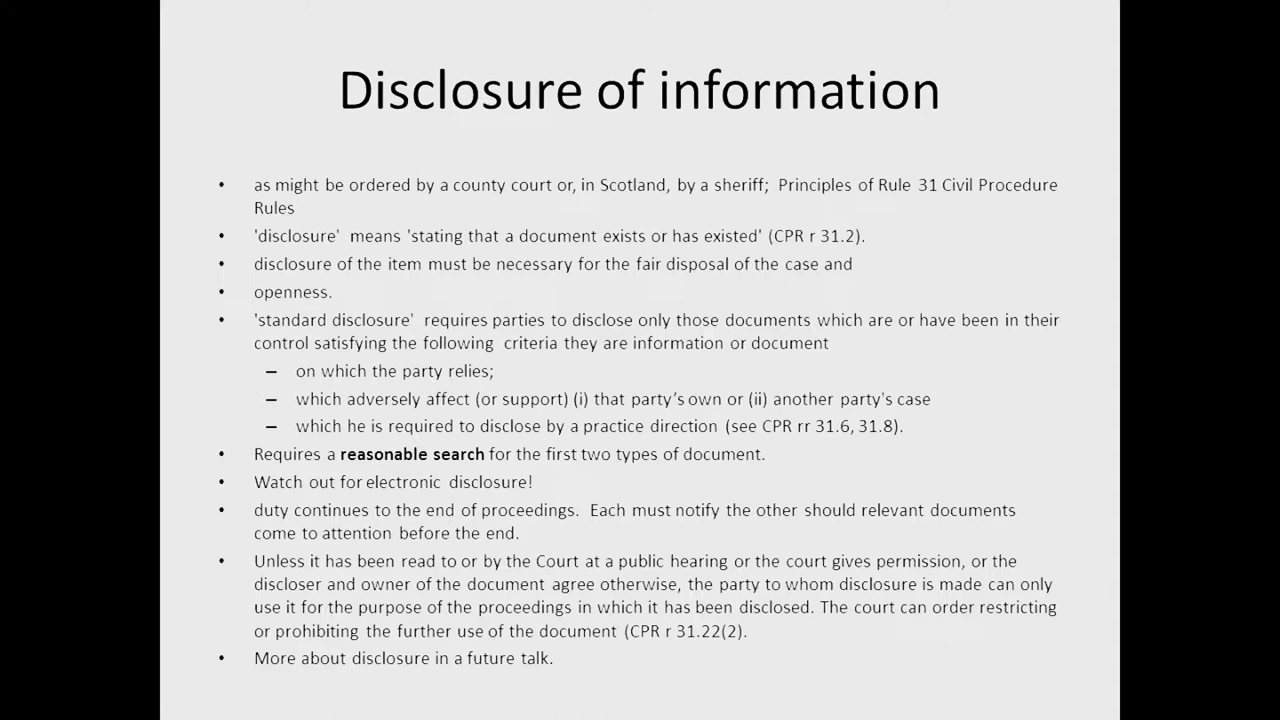 Disclosure of information
• as might be ordered by a county court or, in Scotland, by a sheriff; Principles of Rule 31 Civil Procedure
Rules
• 'disclosure' means 'stating that a document exists or has existed' (CPR r 31.2).
• disclosure of the item must be necessary for the fair disposal of the case and
• openness.
• 'standard disclosure' requires parties to disclose only those documents which are or have been in their
control satisfying the following criteria they are information or document
– on which the party relies;
– which adversely affect (or support) (i) that party’s own or (ii) another party's case
– which he is required to disclose by a practice direction (see CPR rr 31.6, 31.8).
• Requires a reasonable search for the first two types of document.
• Watch out for electronic disclosure!
• duty continues to the end of proceedings. Each must notify the other should relevant documents
come to attention before the end.
• Unless it has been read to or by the Court at a public hearing or the court gives permission, or the
discloser and owner of the document agree otherwise, the party to whom disclosure is made can only
use it for the purpose of the proceedings in which it has been disclosed. The court can order restricting
or prohibiting the further use of the document (CPR r 31.22(2).
• More about disclosure in a future talk.